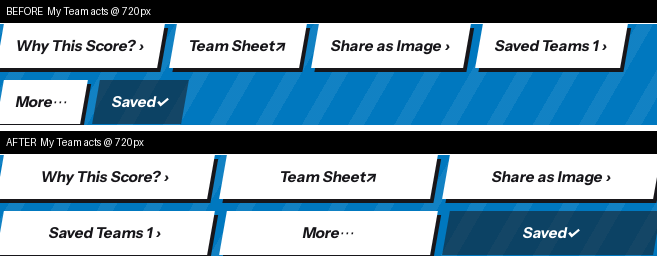 BEFORE My Team acts @ 720px
Why This Score? › Team Sheet↗ Share as Image › Saved Teams 1 ›
More··· Saved✓
AFTER My Team acts @ 720px
Why This Score? › Team Sheet↗ Share as Image ›
Saved Teams 1 › More··· Saved✓